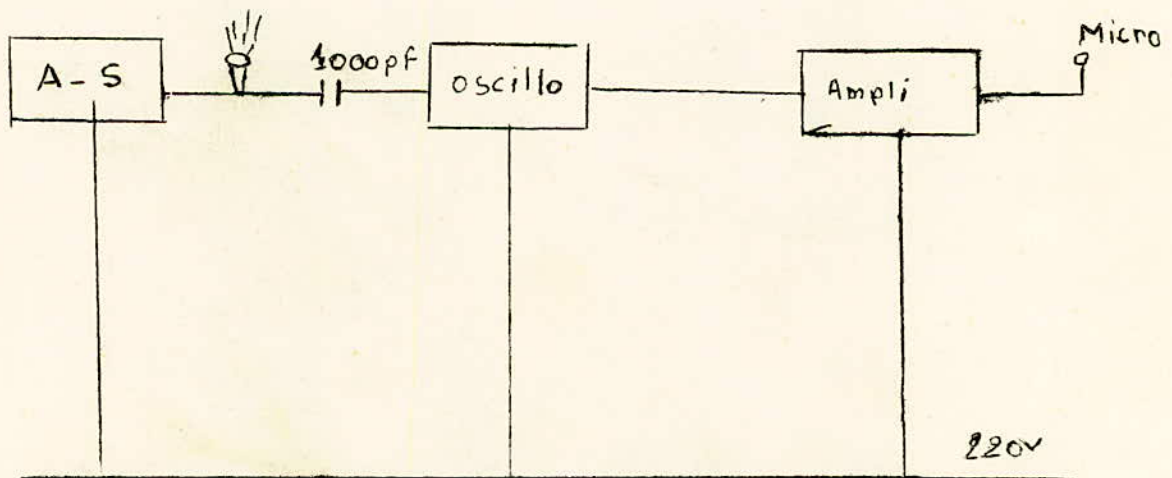 A - S
1000pf
oscillo
Ampli
Micro
220v